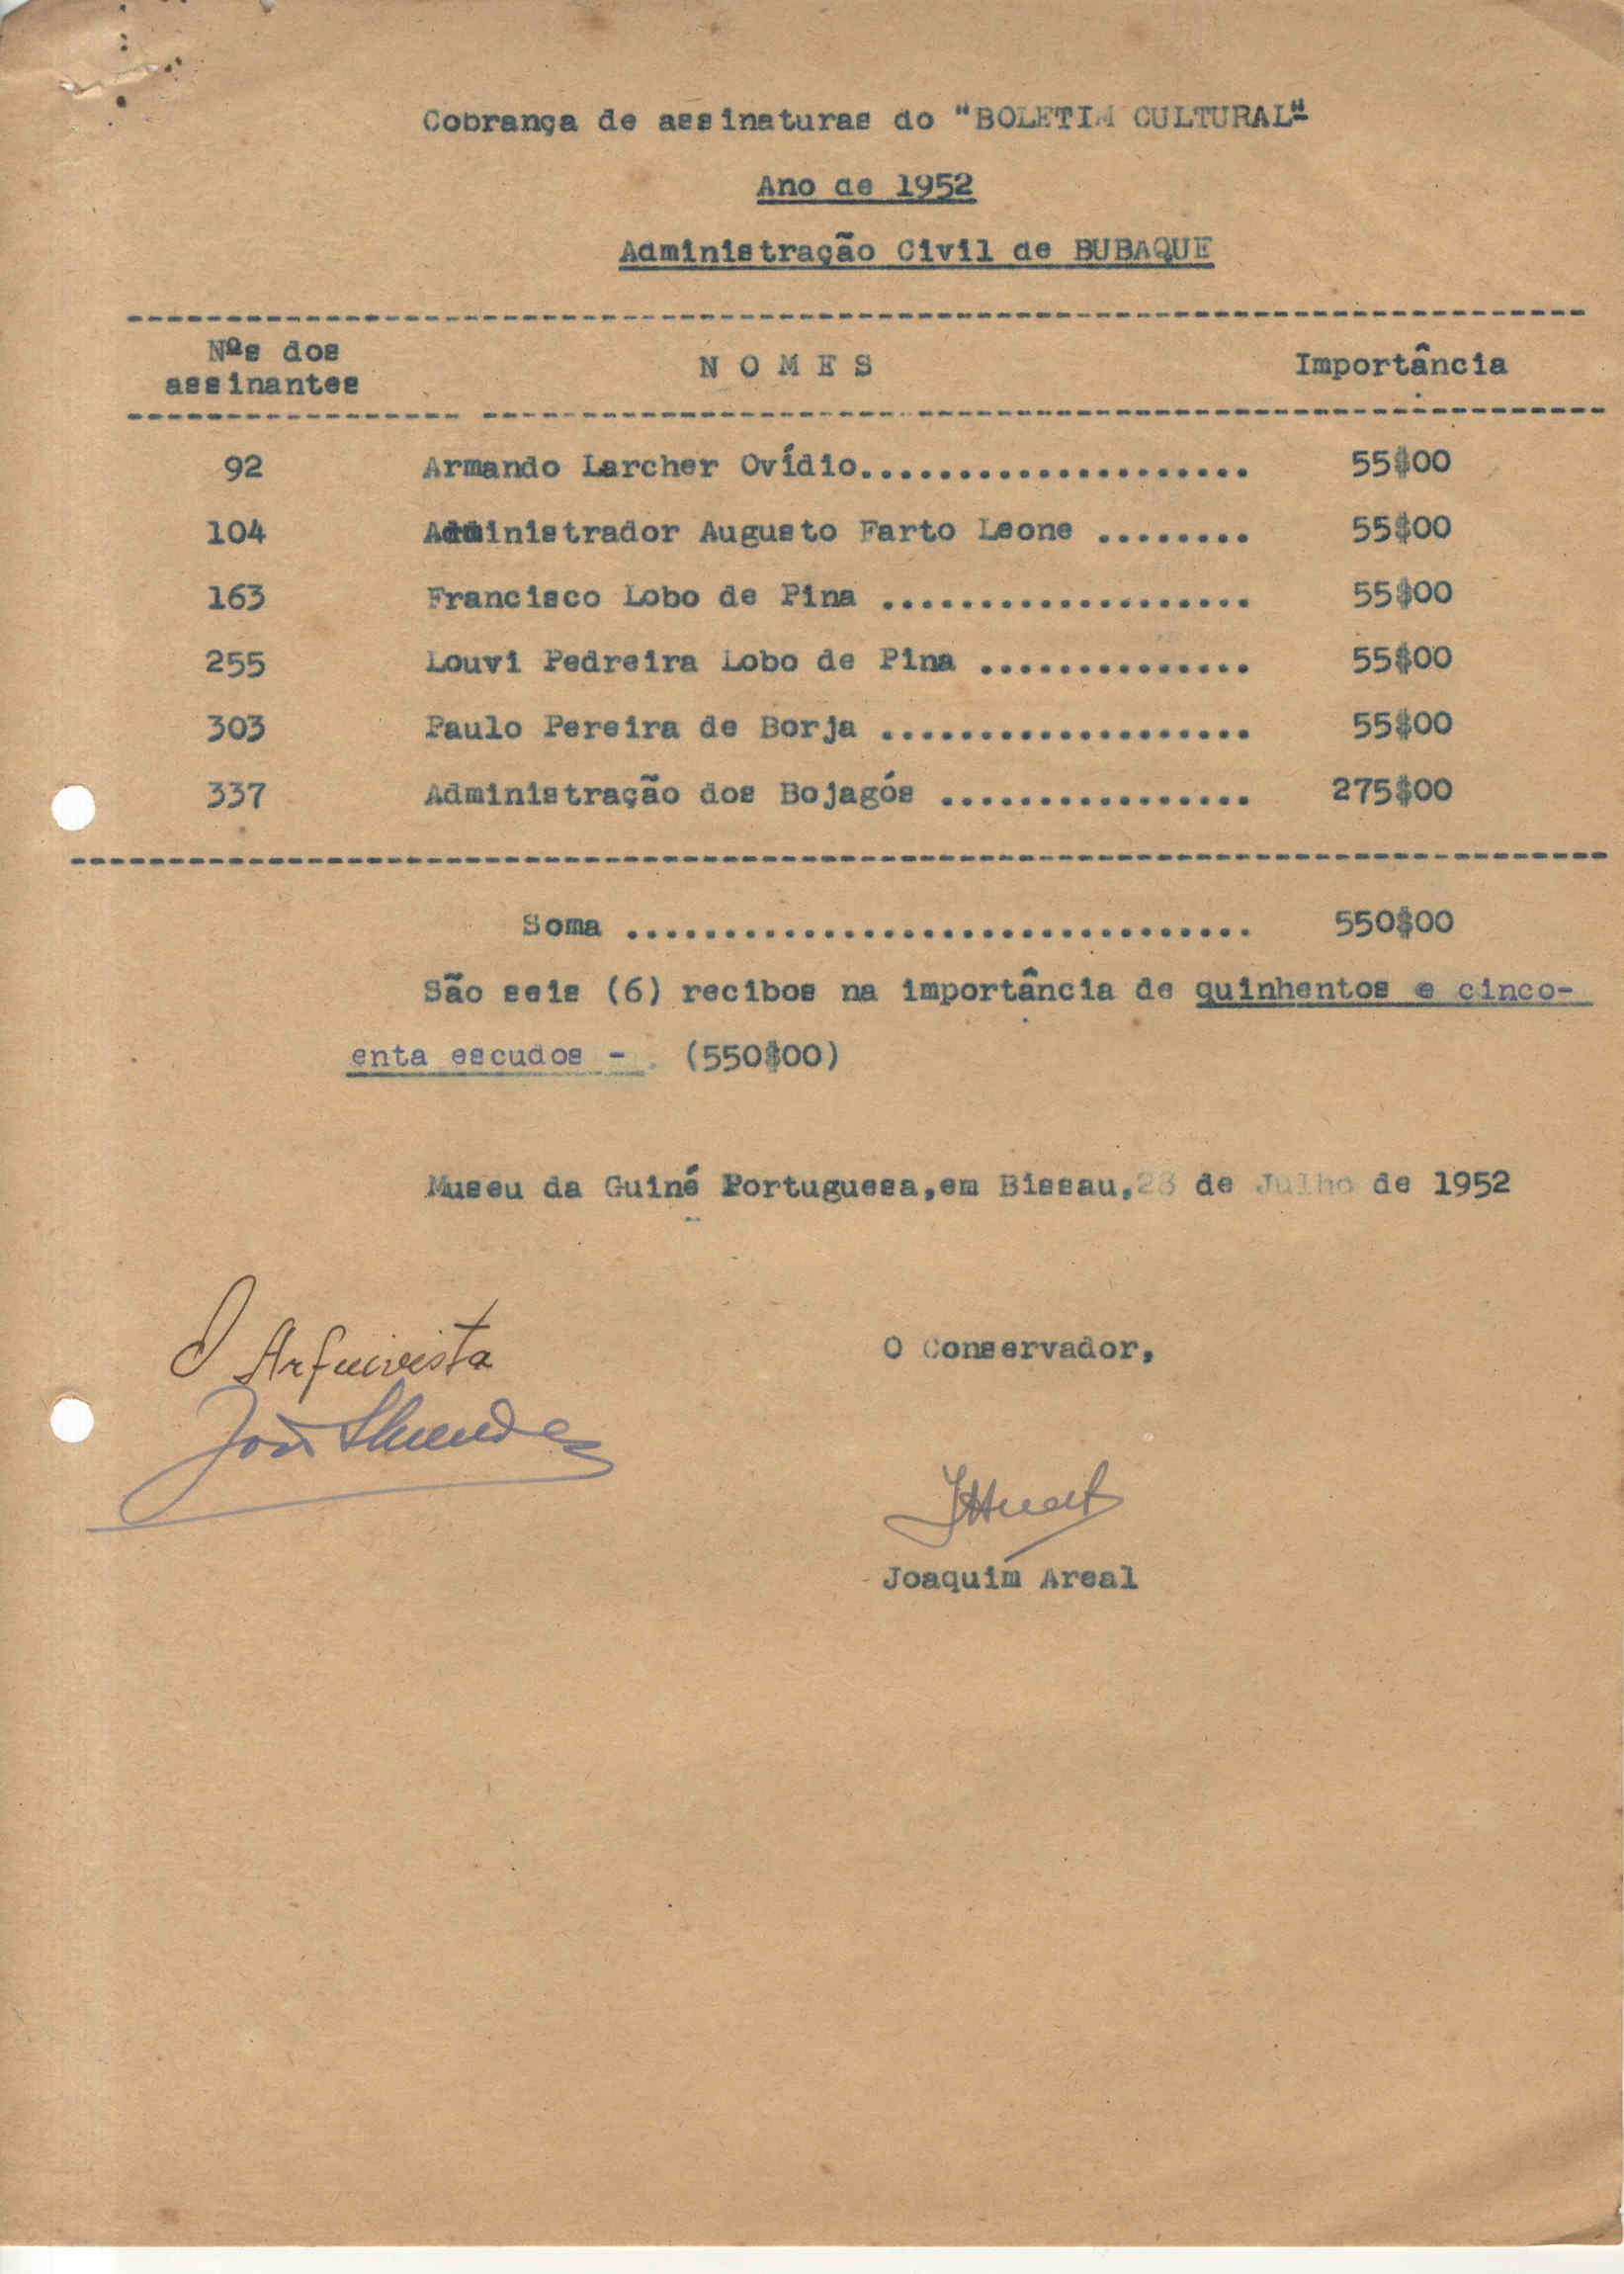 Cobrança de assinaturas do "BOLETIM CULTURAL"
Ano de 1952
Administração Civil de BUBAQUE
Nºs dos assinantes N O M E S Importância
92 Armando Larcher Ovídio.................... 55$00
104 Administrador Augusto Farto Leone ........ 55$00
163 Francisco Lobo de Pina ................... 55$00
255 Louvi Pedreira Lobo de Pina .............. 55$00
303 Paulo Pereira de Borja ................... 55$00
337 Administração dos Bojagós ................ 275$00
Soma ................................ 550$00
São seis (6) recibos na importância de quinhentos e cinco-
enta escudos - (550$00)
Museu da Guiné Portuguesa,em Bissau, de Julho de 1952
O Arquivista
O Conservador,
Joaquim Areal